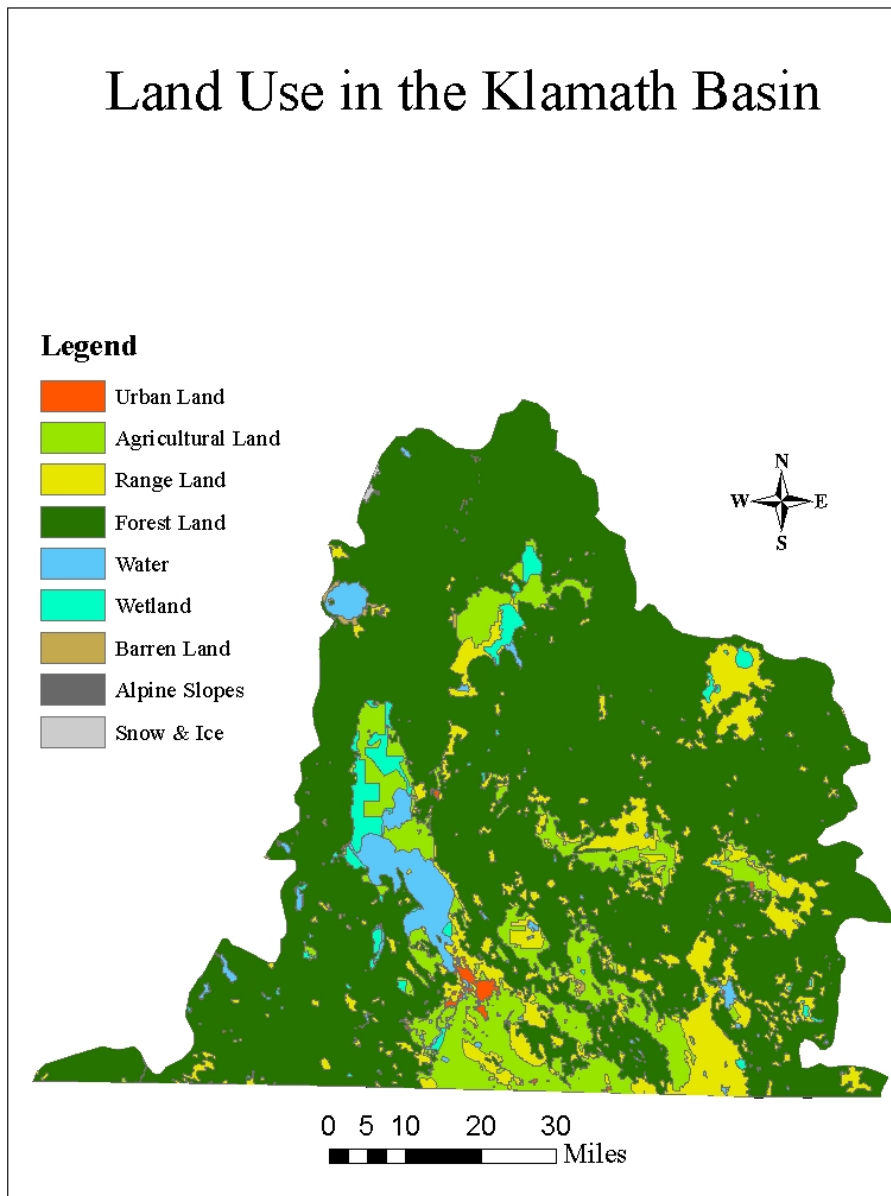 Land Use in the Klamath Basin
Legend
Urban Land
Agricultural Land
Range Land
Forest Land
Water
Wetland
Barren Land
Alpine Slopes
Snow & Ice
N
W E
S
0 5 10 20 30
Miles